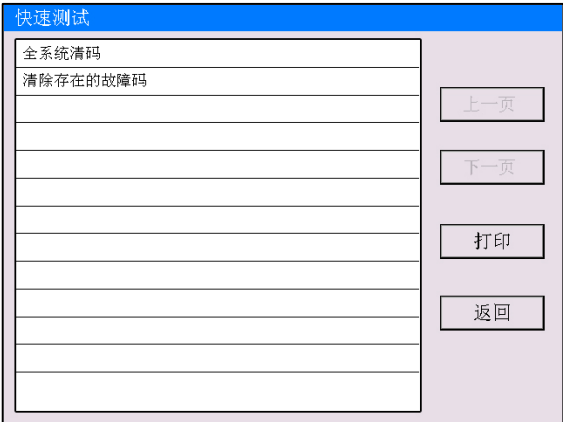 快速测试
全系统清码
清除存在的故障码
上一页
下一页
打印
返回